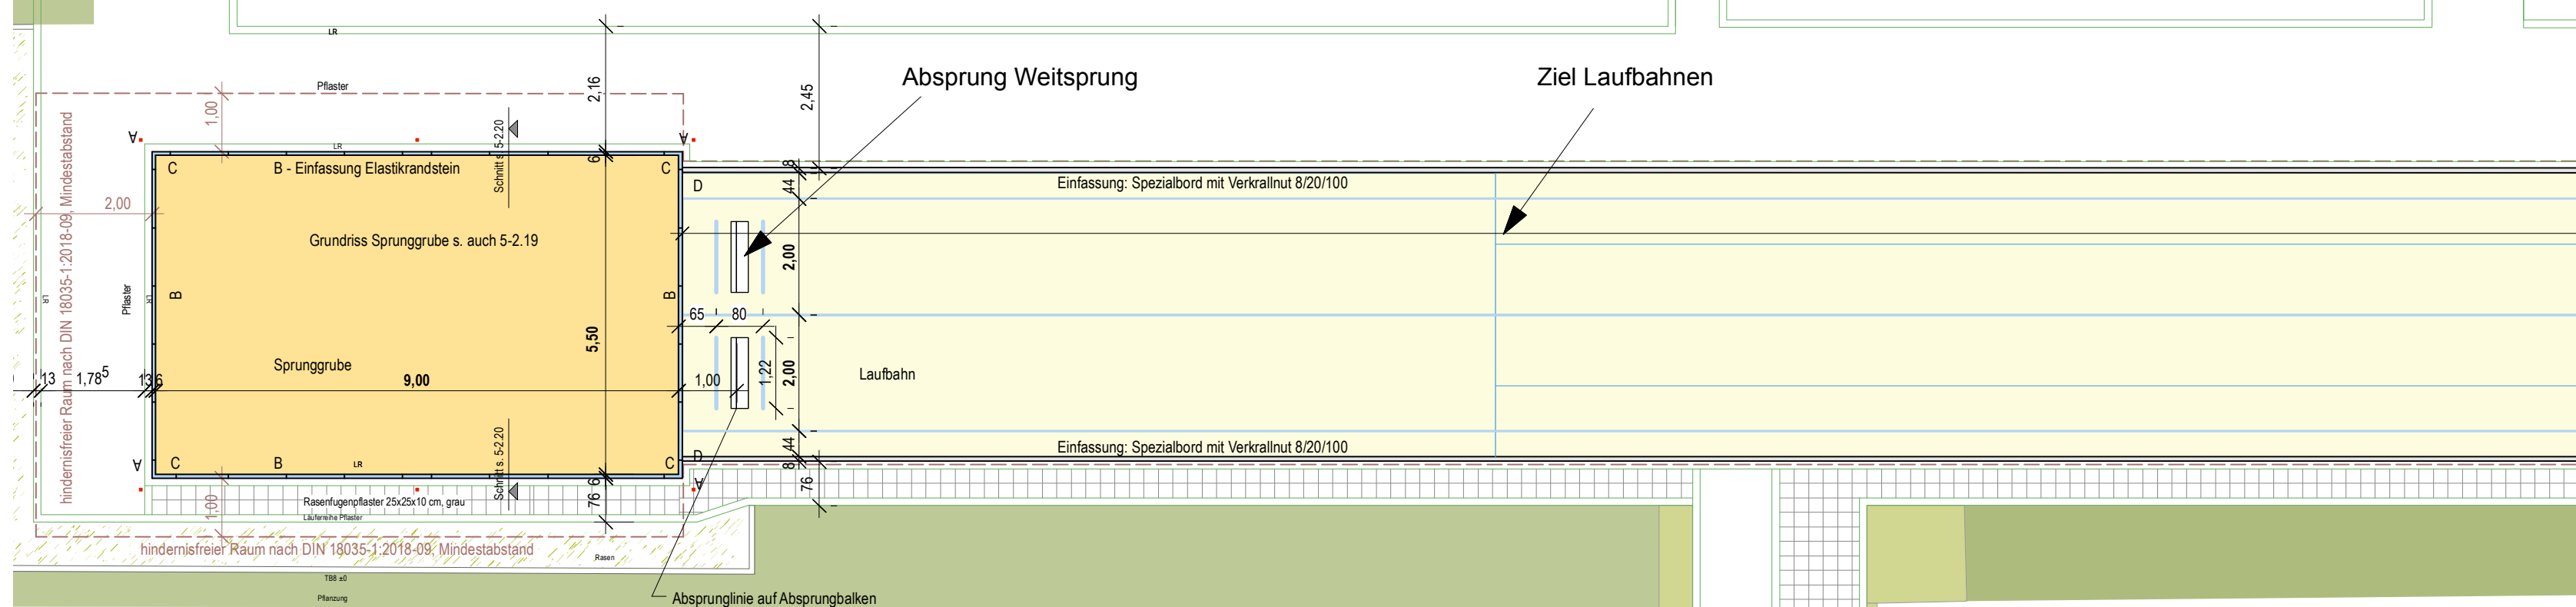 LR
Absprung Weitsprung
Ziel Laufbahnen
Pflaster
2,16
2,45
1,00
A
A
LR
Schnitt s. 5-2.20
6
8
C
B - Einfassung Elastikrandstein
C
D
44
Einfassung: Spezialbord mit Verkrallnut 8/20/100
2,00
hindernisfreier Raum nach DIN 18035-1:2018-09, Mindestabstand
Grundriss Sprunggrube s. auch 5-2.19
2,00
LR
Pflaster
LR
B
B
65
80
5,50
Sprunggrube
1,22
2,00
Laufbahn
13
1,785
13
6
9,00
1,00
44
Einfassung: Spezialbord mit Verkrallnut 8/20/100
D
A
C
B
LR
Schnitt s. 5-2.20
C
8
A
76
6
76
1,00
Rasenfugenpflaster 25x25x10 cm, grau
Läuferreihe Pflaster
hindernisfreier Raum nach DIN 18035-1:2018-09, Mindestabstand
Rasen
TB8 ±0
Pflanzung
Absprunglinie auf Absprungbalken